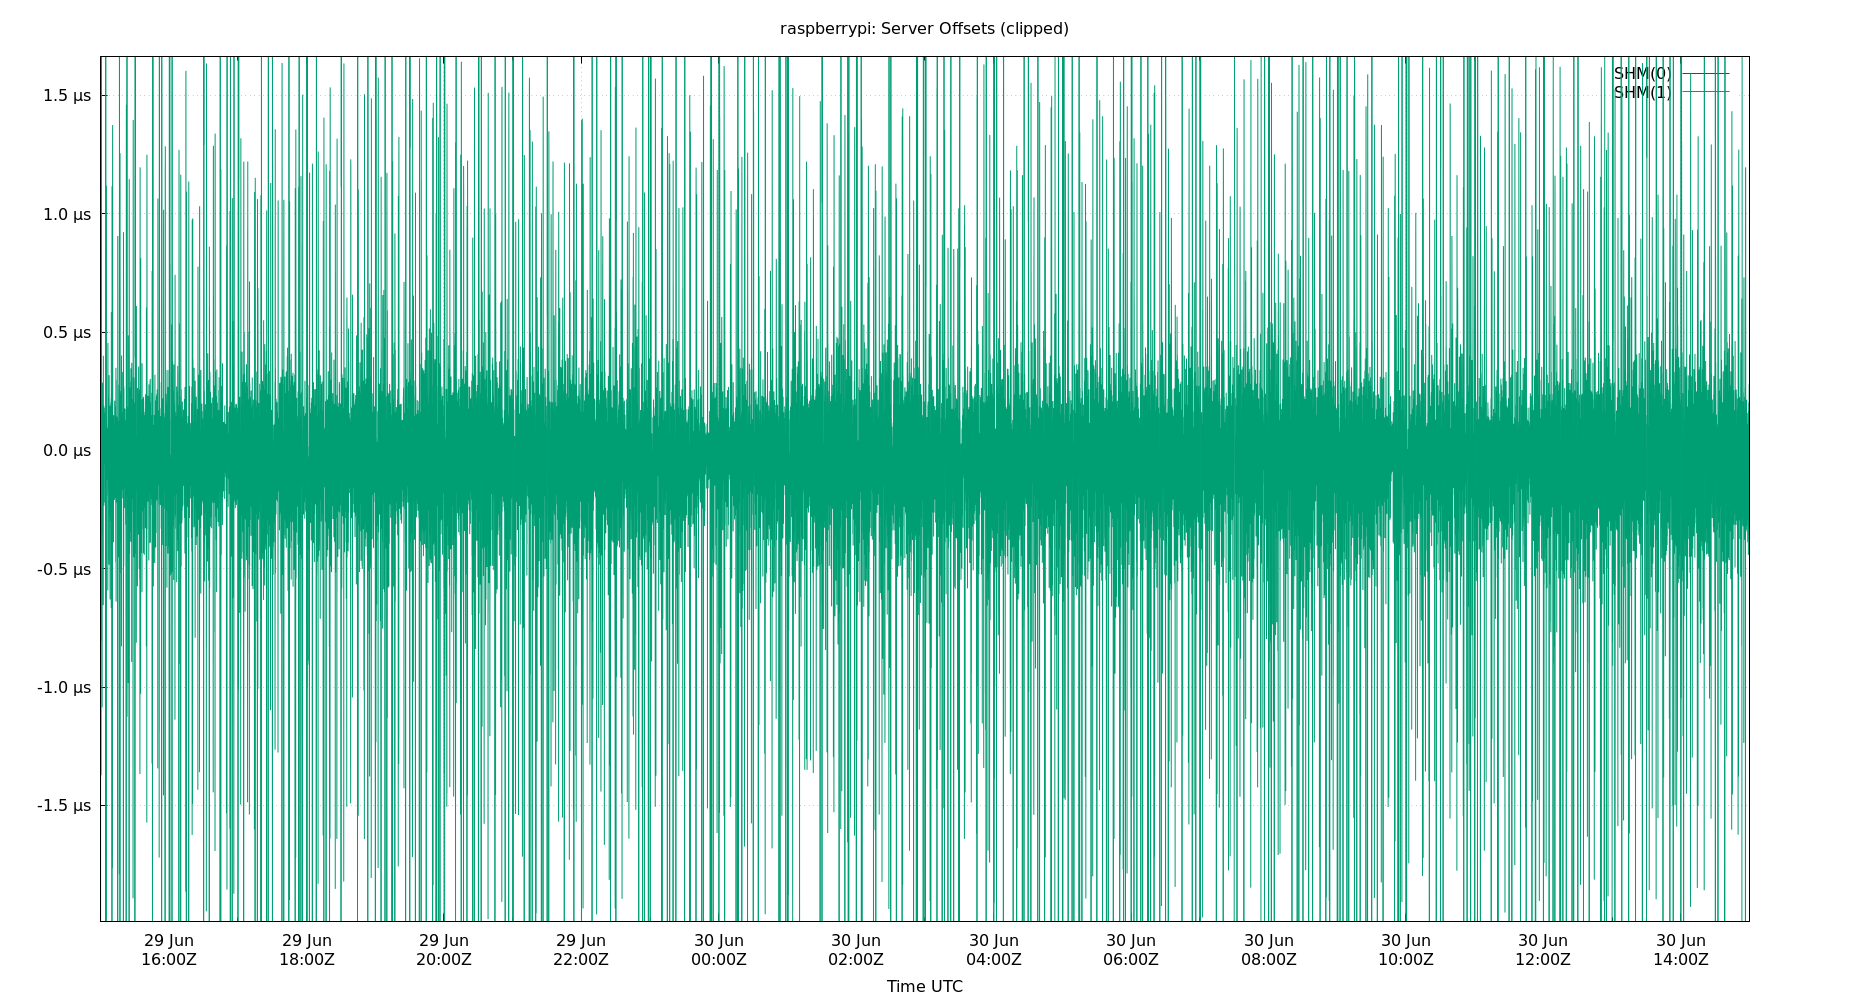 raspberrypi: Server Offsets (clipped)
SHM(0)
SHM(1)
1.5 µs
1.0 µs
0.5 µs
0.0 µs
-0.5 µs
-1.0 µs
-1.5 µs
29 Jun 29 Jun 29 Jun 29 Jun 30 Jun 30 Jun 30 Jun 30 Jun 30 Jun 30 Jun 30 Jun 30 Jun
16:00Z 18:00Z 20:00Z 22:00Z 00:00Z 02:00Z 04:00Z 06:00Z 08:00Z 10:00Z 12:00Z 14:00Z
Time UTC